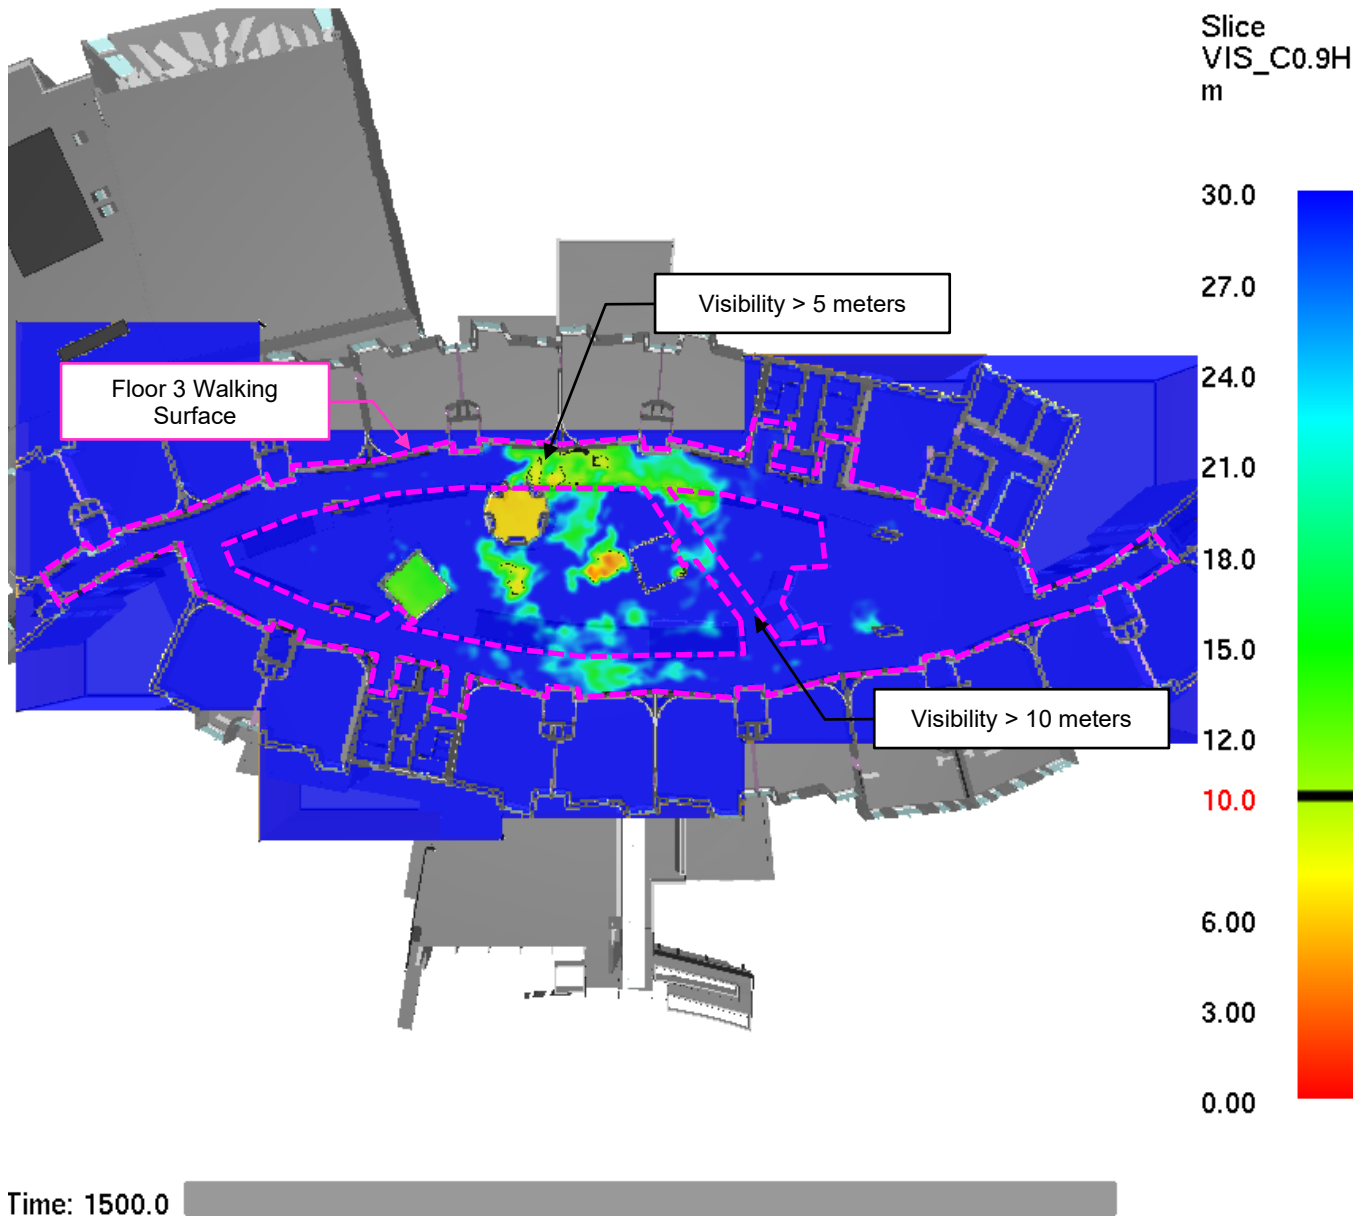 Slice
VIS_C0.9H
m
30.0
27.0
24.0
21.0
18.0
15.0
12.0
10.0
6.00
3.00
0.00
Visibility > 5 meters
Floor 3 Walking
Surface
Visibility > 10 meters
Time: 1500.0